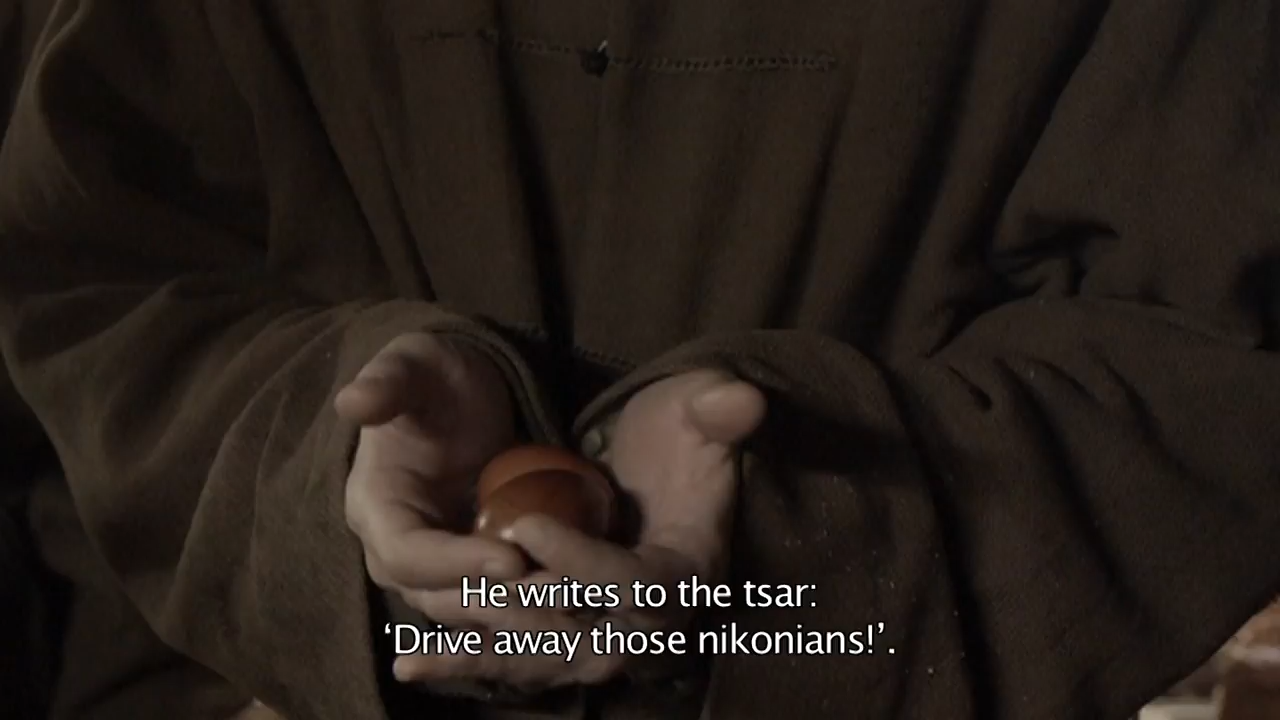 He writes to the tsar:
‘Drive away those nikonians!’.